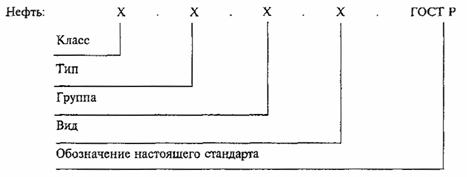 Нефть: X . X . X . X . ГОСТ Р
Класс
Тип
Группа
Вид
Обозначение настоящего стандарта